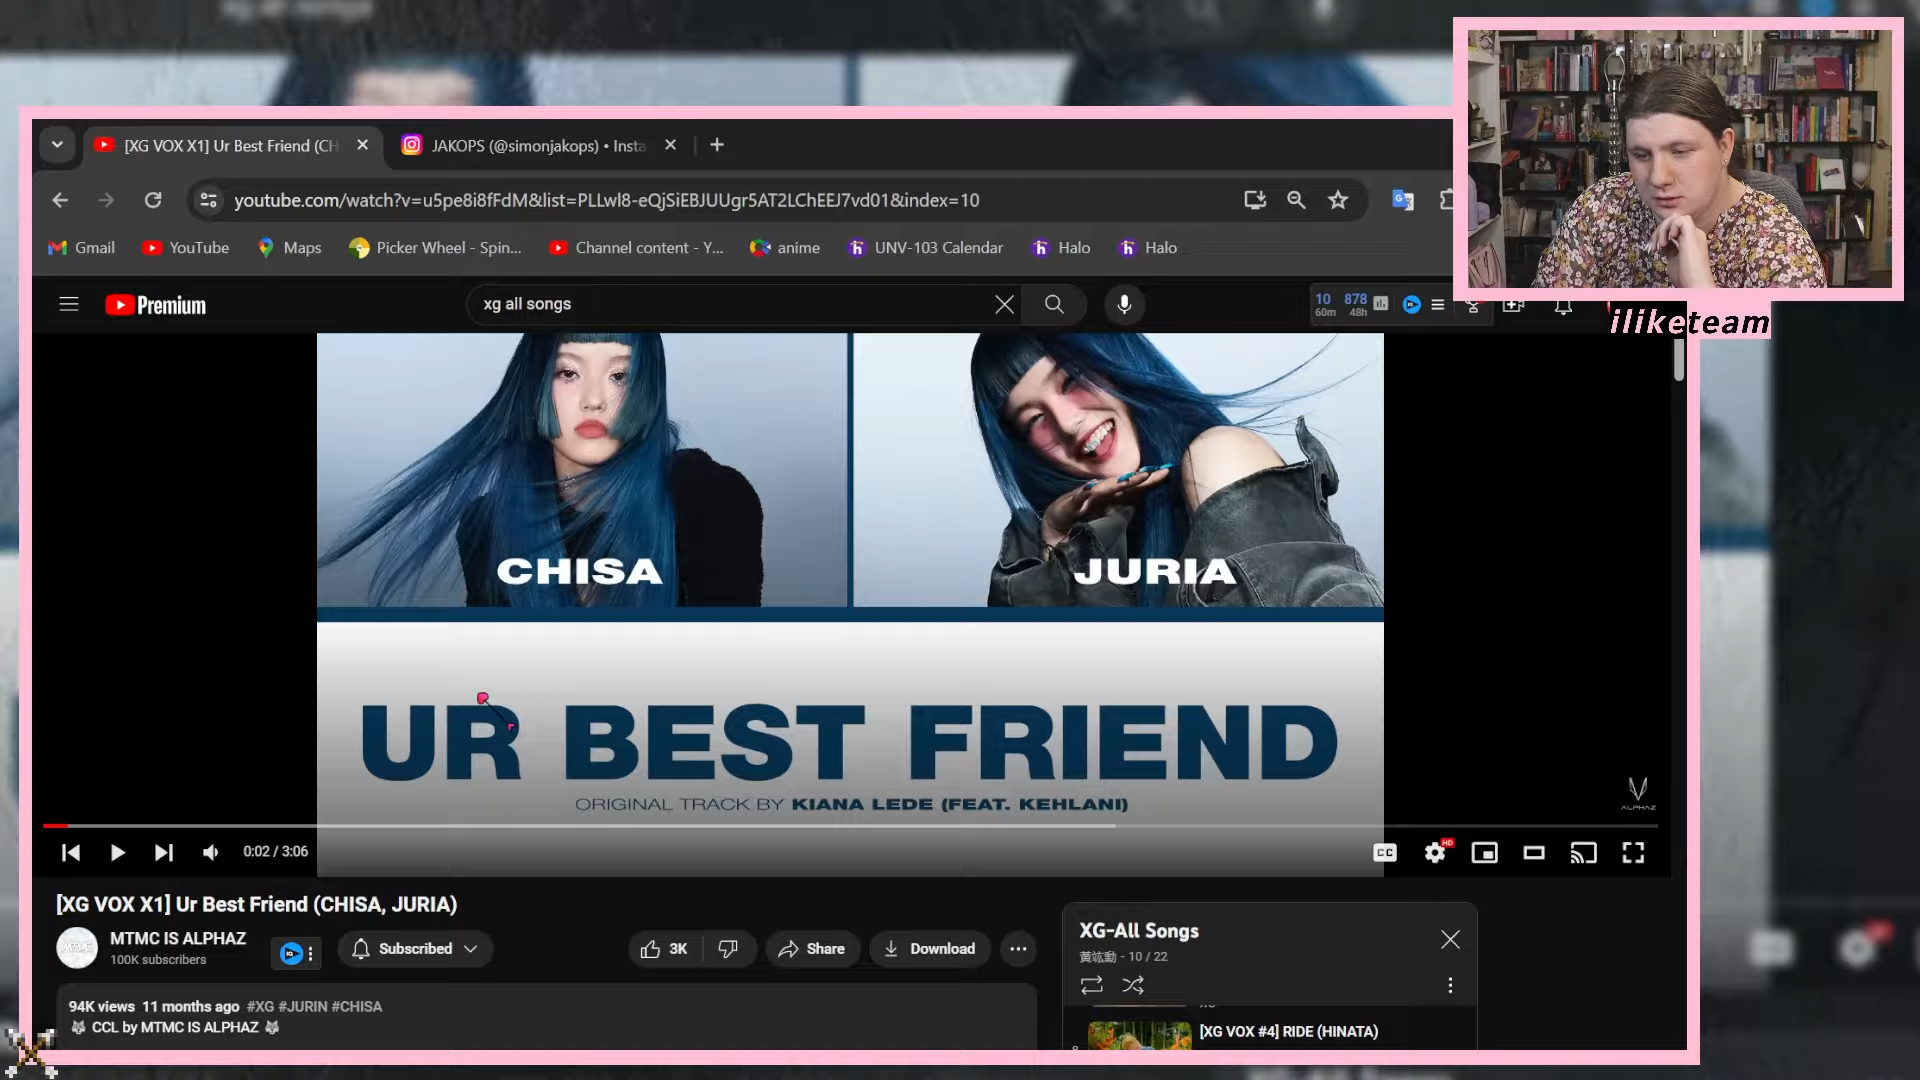 [XG VOX X1] Ur Best Friend (CH
JAKOPS (@simonjakops) • Insta
youtube.com/watch?v=u5pe8i8fFdM&list=PLLwl8-eQjSiEBJUUgr5AT2LChEEJ7vd01&index=10
Gmail
YouTube
Maps
Picker Wheel - Spin...
Channel content - Y...
anime
UNV-103 Calendar
Halo
Halo
Premium
xg all songs
10 878
60m 48h
iliketeam
CHISA
JURIA
UR BEST FRIEND
ORIGINAL TRACK BY KIANA LEDE (FEAT. KEHLANI)
ALPHAZ
0:02 / 3:06
CC
HD
[XG VOX X1] Ur Best Friend (CHISA, JURIA)
MTMC IS ALPHAZ
100K subscribers
Subscribed
3K
Share
Download
94K views 11 months ago #XG #JURIN #CHISA
CCL by MTMC IS ALPHAZ
XG-All Songs
黄竑勳 - 10 / 22
[XG VOX #4] RIDE (HINATA)